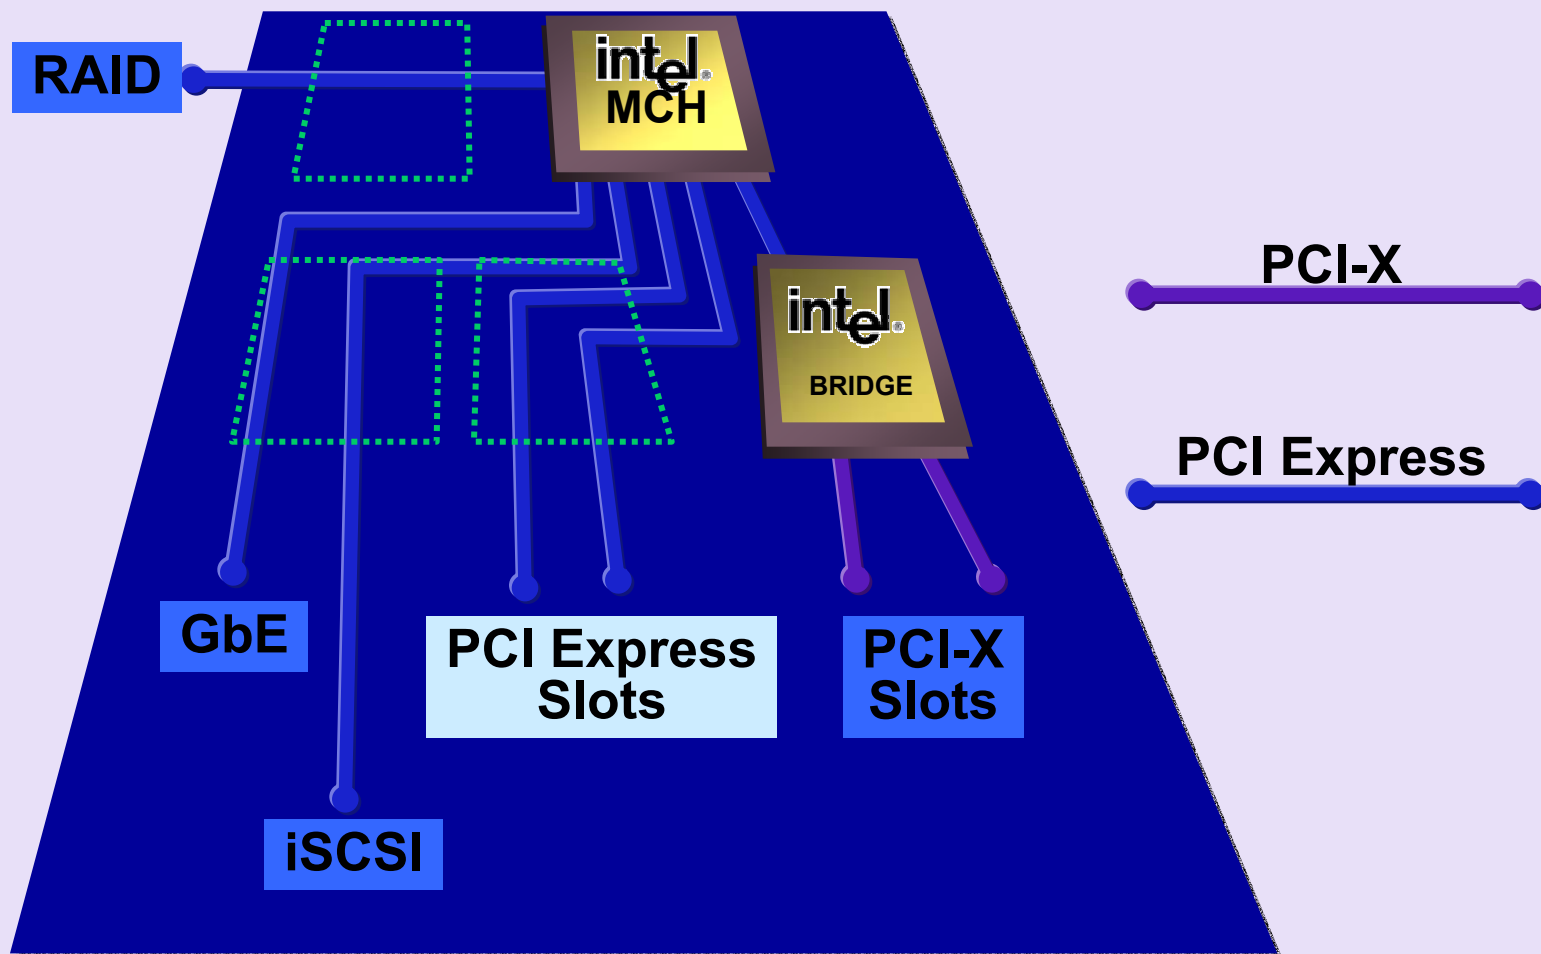 RAID
intel®
MCH
intel®
BRIDGE
PCI-X
PCI Express
GbE
PCI Express
Slots
PCI-X
Slots
iSCSI